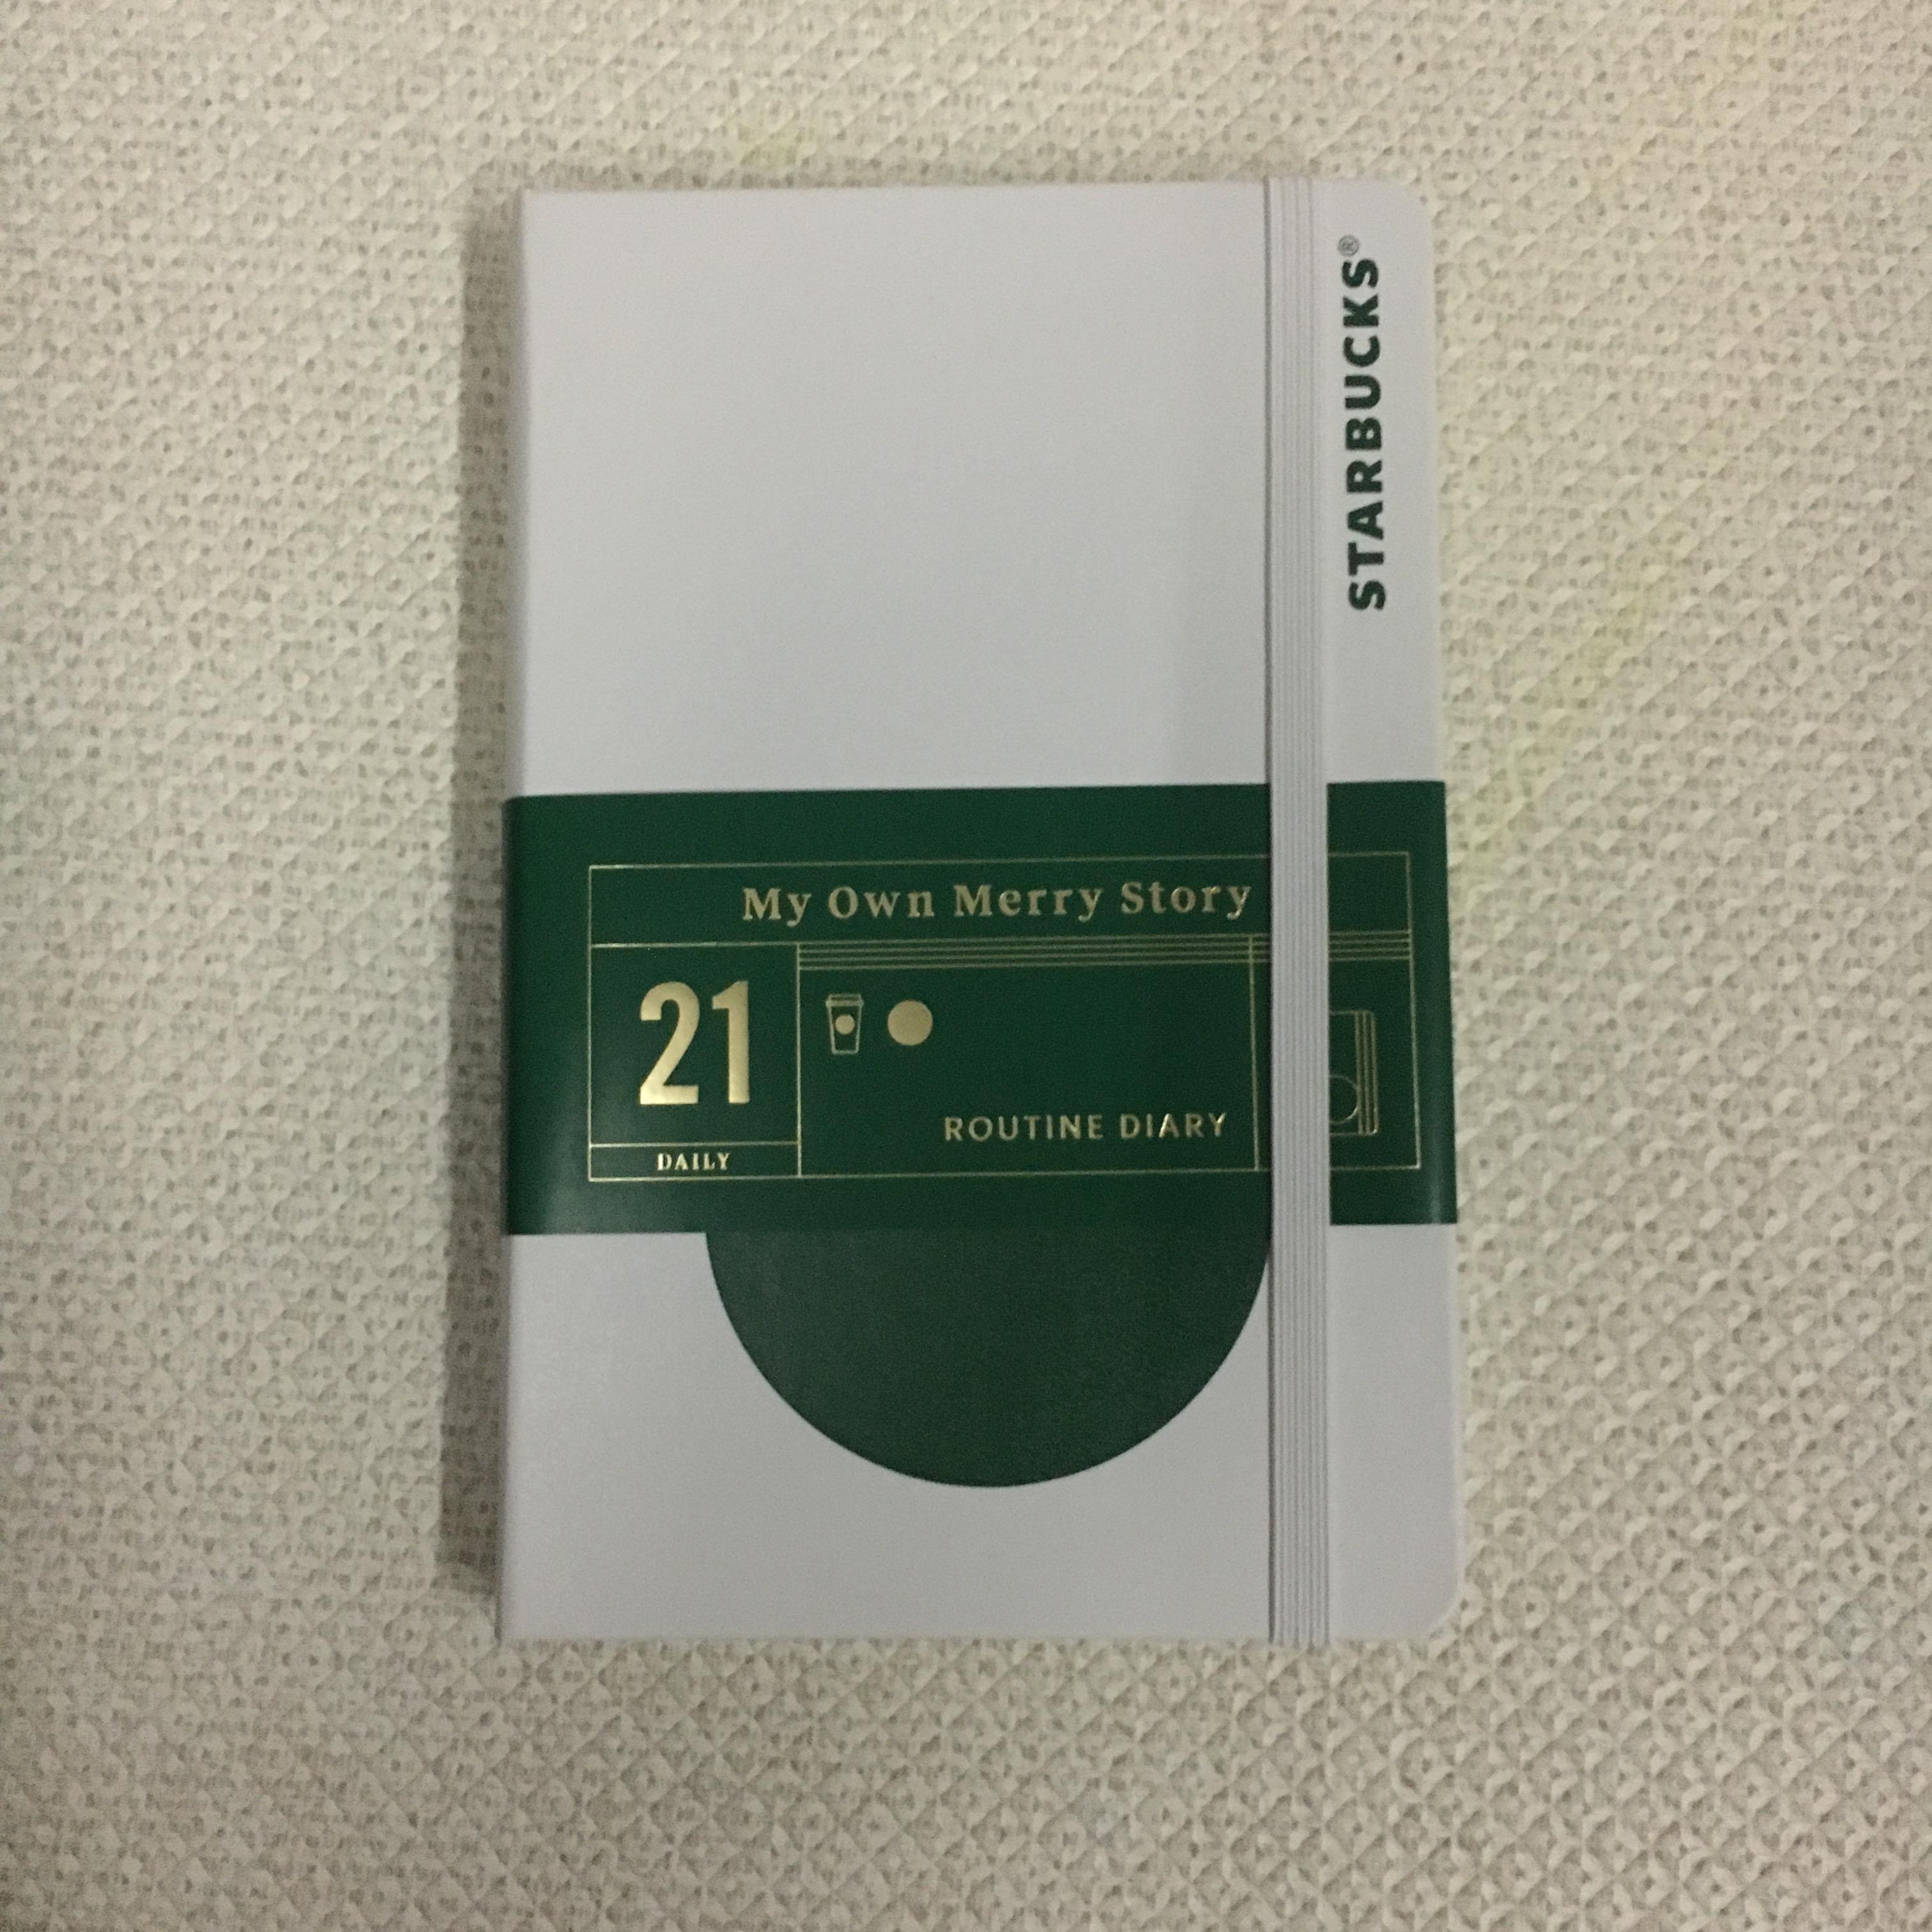 STARBUCKS®
My Own Merry Story
21
DAILY
ROUTINE DIARY